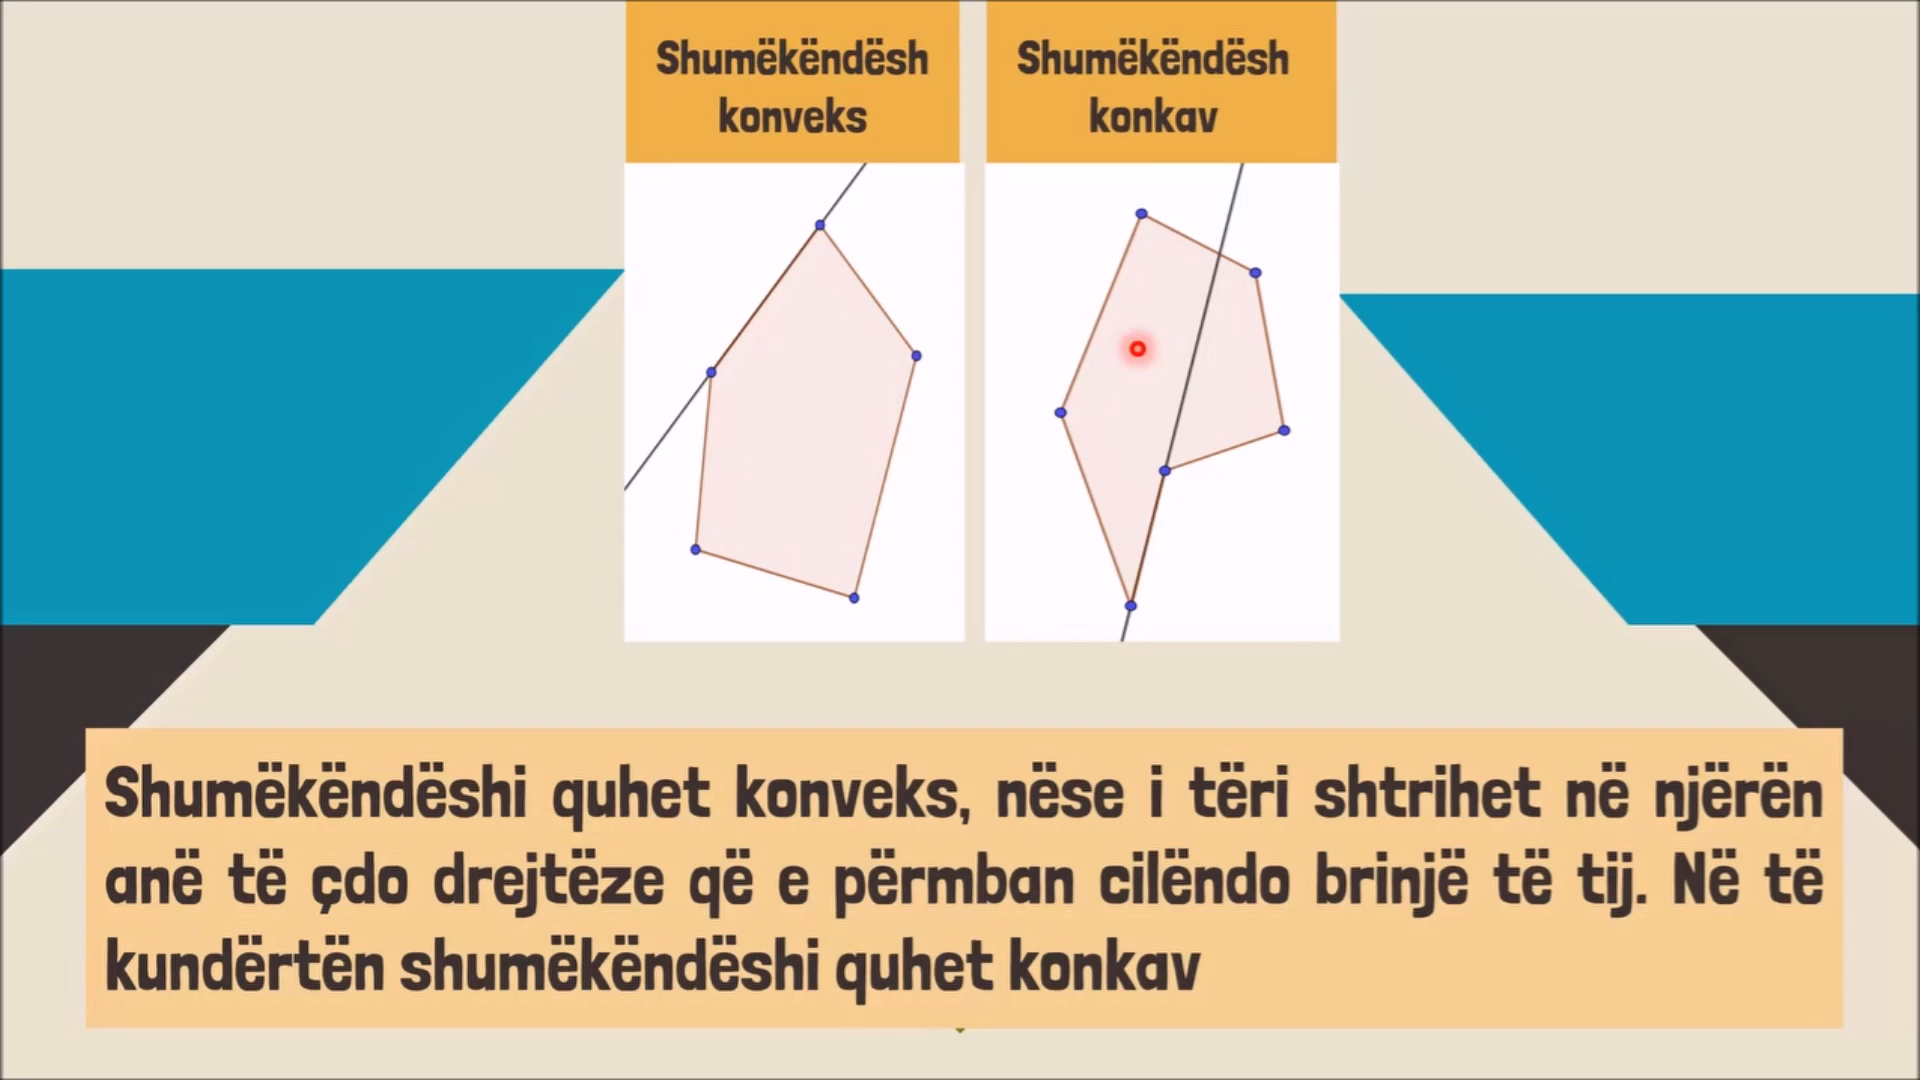 Shumëkëndësh
konveks
Shumëkëndësh
konkav
Shumëkëndëshi quhet konveks, nëse i tëri shtrihet në njërën
anë të çdo drejtëze që e përmban cilëndo brinjë të tij. Në të
kundërtën shumëkëndëshi quhet konkav